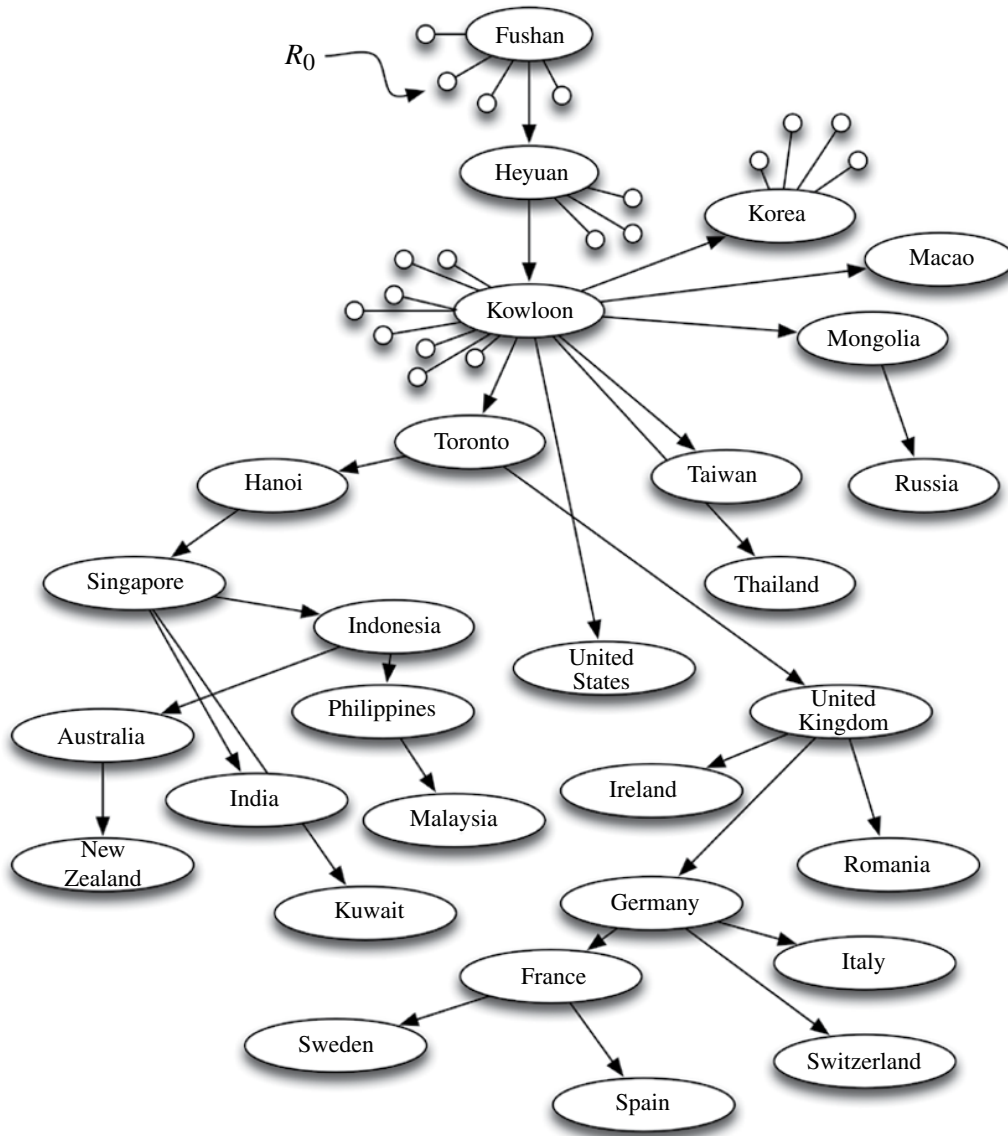 Fushan
R0
Heyuan
Korea
Macao
Kowloon
Mongolia
Toronto
Hanoi
Taiwan
Russia
Singapore
Thailand
Indonesia
United
States
Philippines
United
Kingdom
Australia
Ireland
India
Malaysia
New
Zealand
Romania
Kuwait
Germany
Italy
France
Sweden
Switzerland
Spain